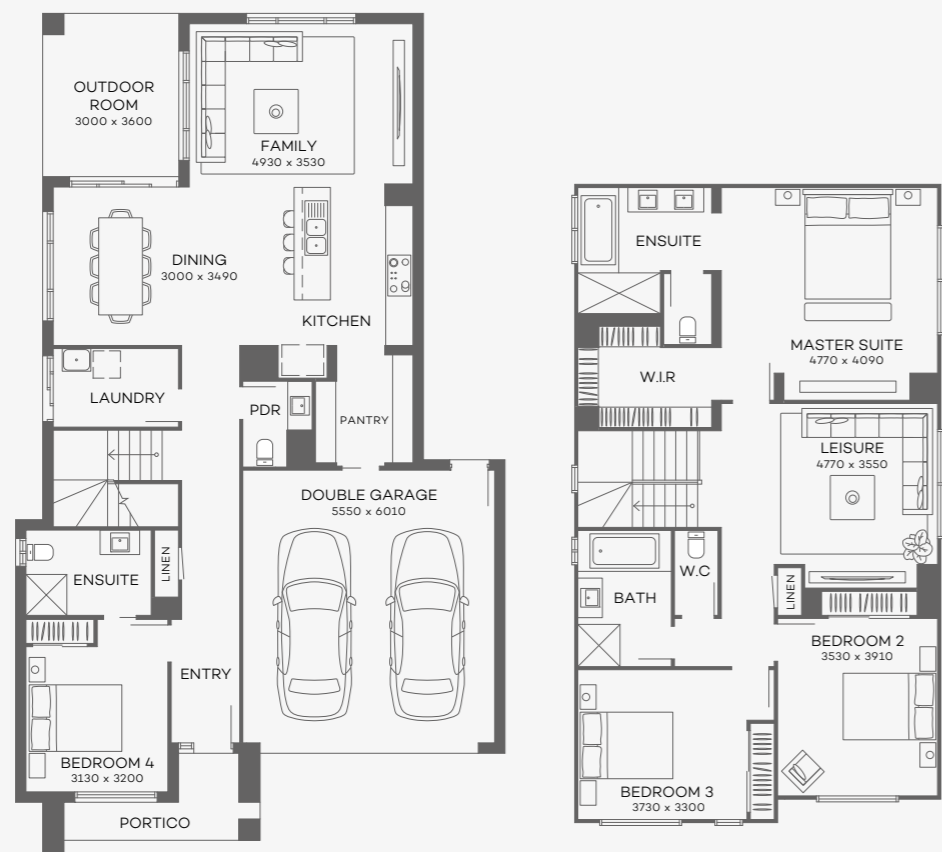 OUTDOOR
ROOM
3000 x 3600
FAMILY
4930 x 3530
DINING
3000 x 3490
KITCHEN
LAUNDRY
PDR
PANTRY
DOUBLE GARAGE
5550 x 6010
ENSUITE
LINEN
ENTRY
BEDROOM 4
3130 x 3200
PORTICO
ENSUITE
MASTER SUITE
4770 x 4090
W.I.R
LEISURE
4770 x 3550
W.C
BATH
LINEN
BEDROOM 2
3530 x 3910
BEDROOM 3
3730 x 3300